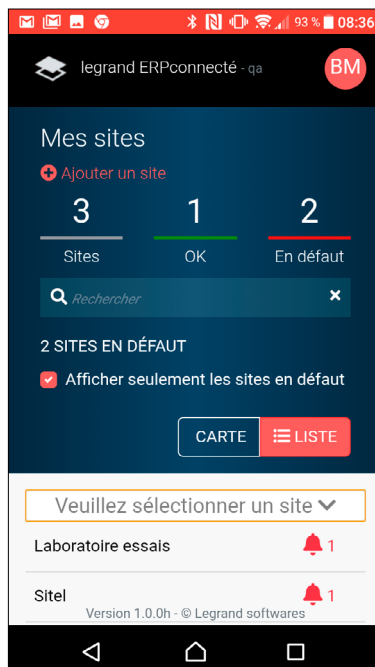 93 % 08:36
legrand ERPconnecté - qa
BM
Mes sites
Ajouter un site
3 1 2
Sites OK En défaut
Rechercher
2 SITES EN DÉFAUT
Afficher seulement les sites en défaut
CARTE LISTE
Veuillez sélectionner un site
Laboratoire essais 1
Sitel 1
Version 1.0.0h - © Legrand softwares